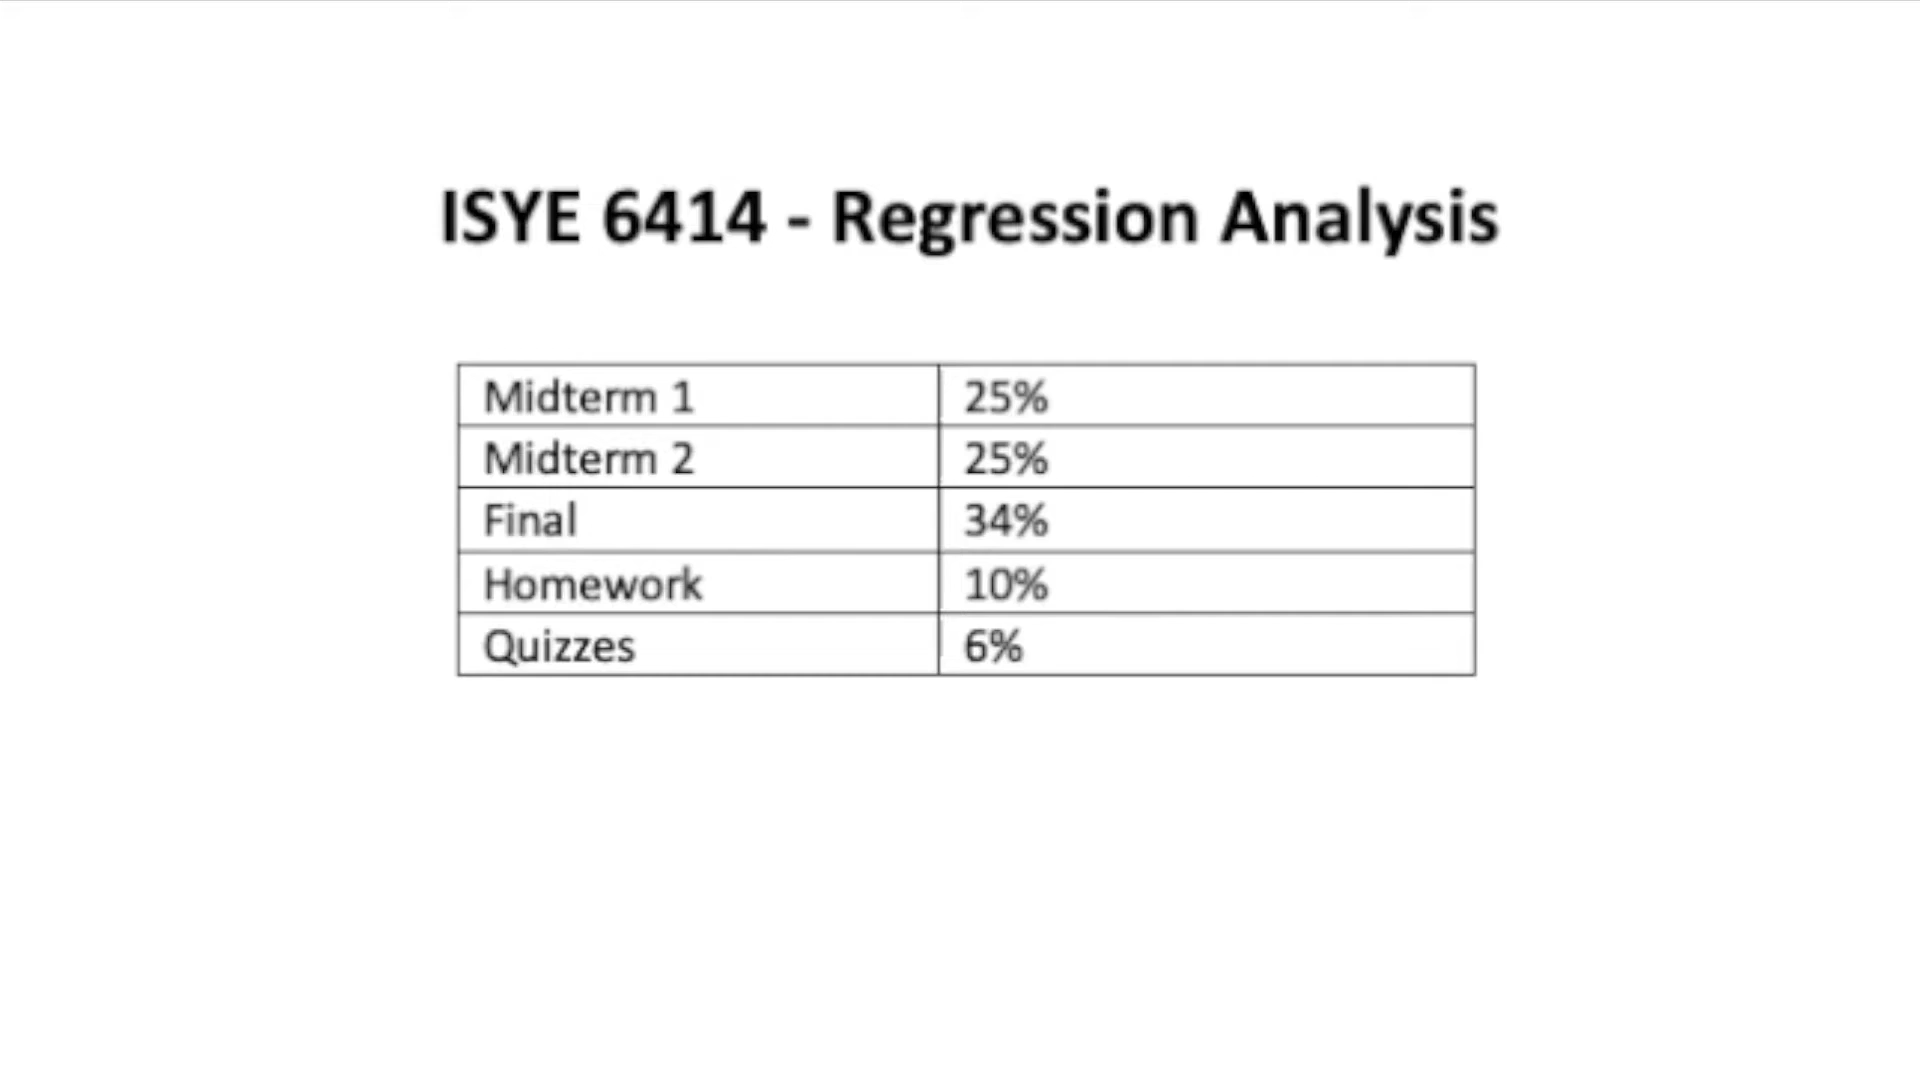 ISYE 6414 - Regression Analysis
Midterm 1 25%
Midterm 2 25%
Final 34%
Homework 10%
Quizzes 6%